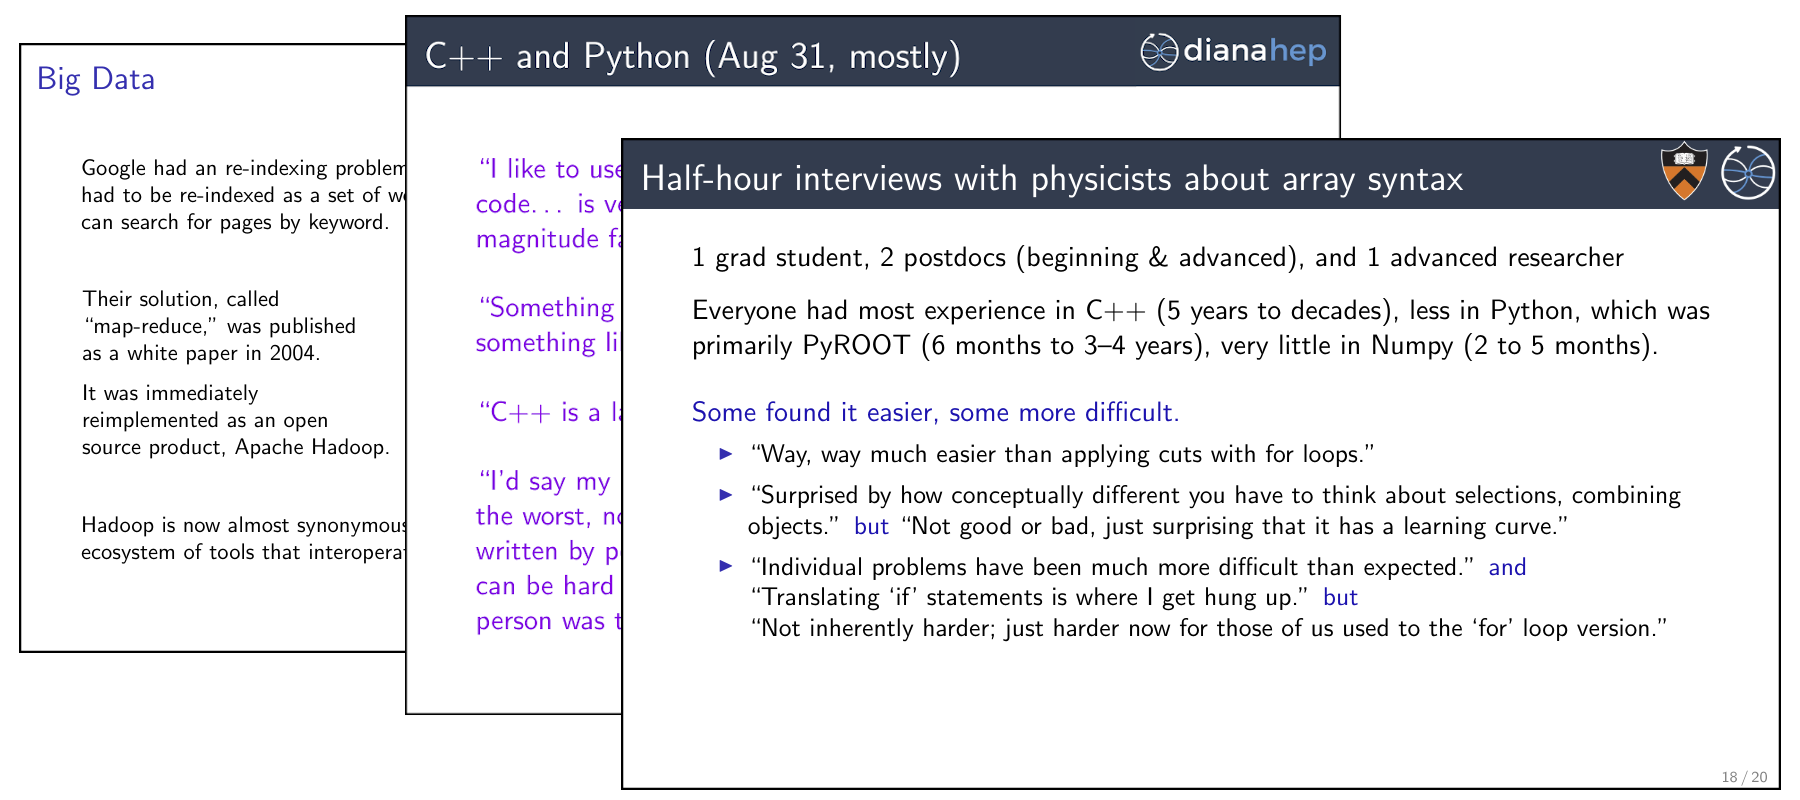 Big Data
Google had an re-indexing problem
had to be re-indexed as a set of
can search for pages by keyword.
Their solution, called
“map-reduce,” was published
as a white paper in 2004.
It was immediately
reimplemented as an open
source product, Apache Hadoop.
Hadoop is now almost synonymous
ecosystem of tools that
C++ and Python (Aug 31, mostly)
dianahep
“I like to use
code... is
magnitude
“Something
something
“C++ is a
“I’d say my
the worst,
written by
can be hard
person was
Half-hour interviews with physicists about array syntax
1 grad student, 2 postdocs (beginning & advanced), and 1 advanced researcher
Everyone had most experience in C++ (5 years to decades), less in Python, which was
primarily PyROOT (6 months to 3–4 years), very little in Numpy (2 to 5 months).
Some found it easier, some more difficult.
▶ “Way, way much easier than applying cuts with for loops.”
▶ “Surprised by how conceptually different you have to think about selections, combining
objects.” but “Not good or bad, just surprising that it has a learning curve.”
▶ “Individual problems have been much more difficult than expected.” and
“Translating ‘if’ statements is where I get hung up.” but
“Not inherently harder; just harder now for those of us used to the ‘for’ loop version.”
18 / 20